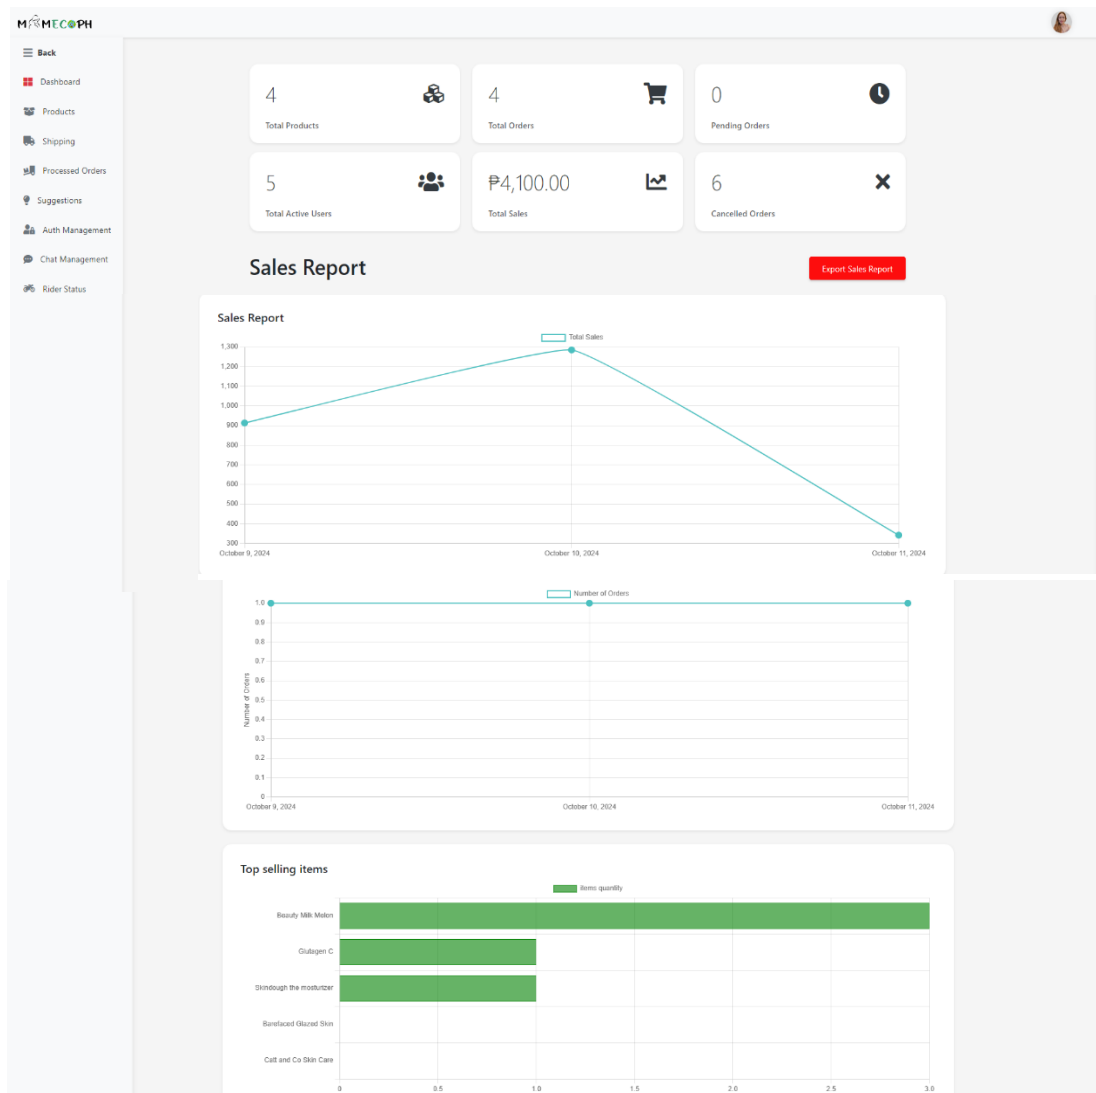 MOMECOPH
Back
Dashboard
Products
Shipping
Processed Orders
Suggestions
Auth Management
Chat Management
Rider Status
4
Total Products
4
Total Orders
0
Pending Orders
5
Total Active Users
₱4,100.00
Total Sales
6
Cancelled Orders
Sales Report
Export Sales Report
Sales Report
Total Sales
1,300
1,200
1,100
1,000
900
800
700
600
500
400
300
October 9, 2024
October 10, 2024
October 11, 2024
Number of Orders
Number of Orders
1.0
0.9
0.8
0.7
0.6
0.5
0.4
0.3
0.2
0.1
0
October 9, 2024
October 10, 2024
October 11, 2024
Top selling items
Items quantity
Beauty Milk Melon
Glutagen C
Skindough the mosturizer
Barefaced Glazed Skin
Catt and Co Skin Care
0
0.5
1.0
1.5
2.0
2.5
3.0